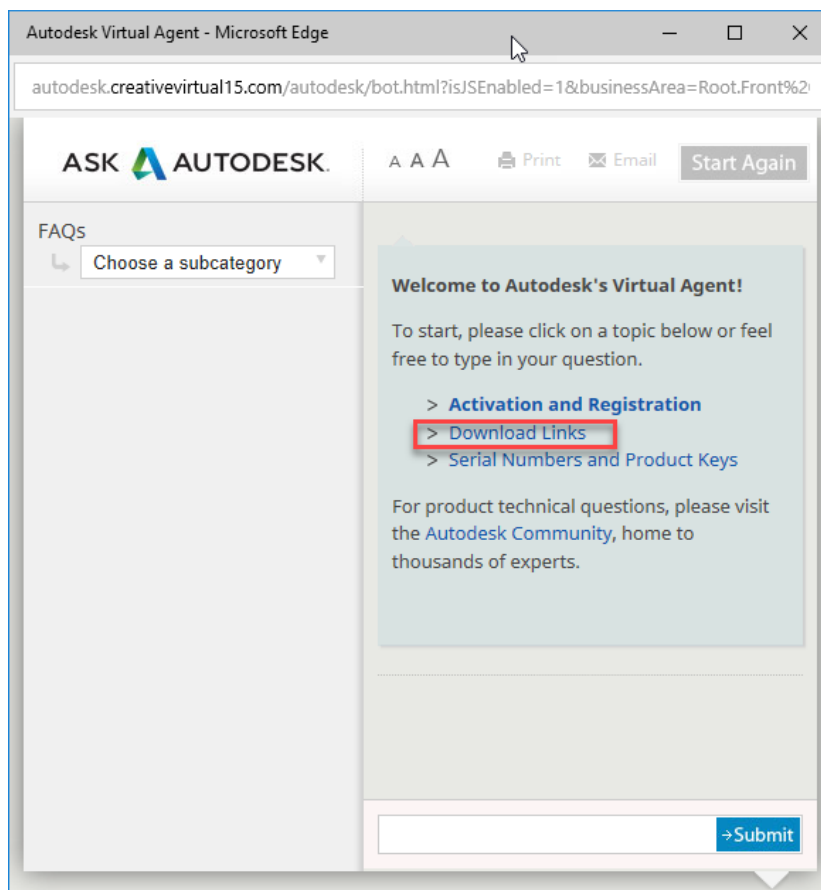 Autodesk Virtual Agent - Microsoft Edge
autodesk.creativevirtual15.com/autodesk/bot.html?isJSEnabled=1&businessArea=Root.Front%2
ASK AUTODESK.
A A A
Print
Email
Start Again
FAQs
Choose a subcategory
Welcome to Autodesk's Virtual Agent!
To start, please click on a topic below or feel
free to type in your question.
> Activation and Registration
> Download Links
> Serial Numbers and Product Keys
For product technical questions, please visit
the Autodesk Community, home to
thousands of experts.
→Submit